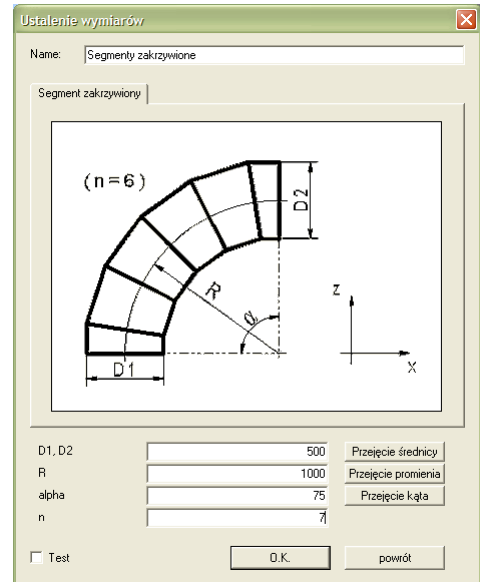 Ustalenie wymiarów
Name: Segmenty zakrzywione
Segment zakrzywiony
(n=6)
D2
R
α
z
x
D1
D1, D2 500 Przejęcie średnicy
R 1000 Przejęcie promienia
alpha 75 Przejęcie kąta
n 7
Test O.K. powrót